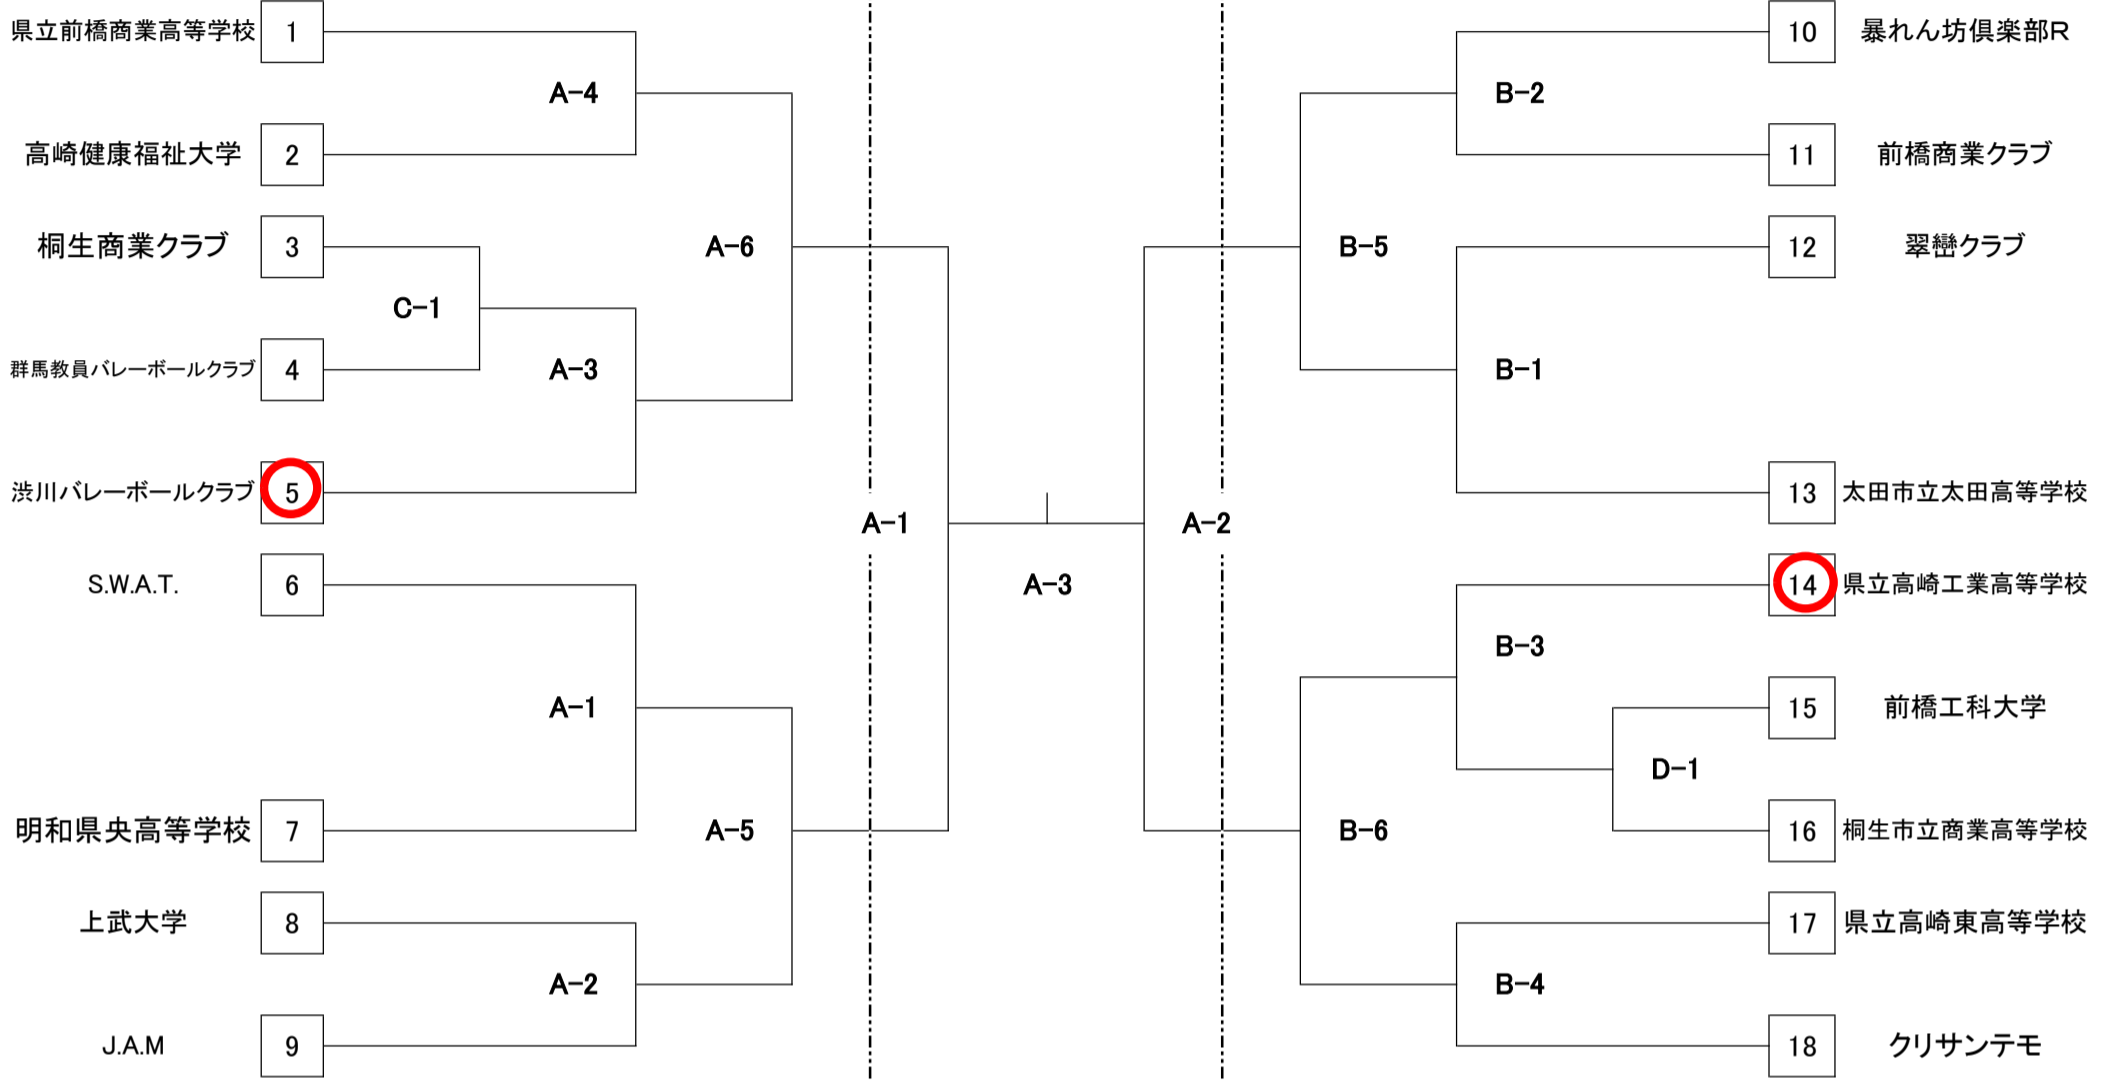 県立前橋商業高等学校 1
A-4
高崎健康福祉大学 2
桐生商業クラブ 3
A-6
C-1
群馬教員バレーボールクラブ 4
A-3
渋川バレーボールクラブ 5
A-1
S.W.A.T. 6
A-1
明和県央高等学校 7
A-5
上武大学 8
A-2
J.A.M 9
A-3
10 暴れん坊倶楽部R
B-2
11 前橋商業クラブ
B-5
12 翠巒クラブ
B-1
13 太田市立太田高等学校
A-2
14 県立高崎工業高等学校
B-3
15 前橋工科大学
D-1
B-6
16 桐生市立商業高等学校
17 県立高崎東高等学校
B-4
18 クリサンテモ